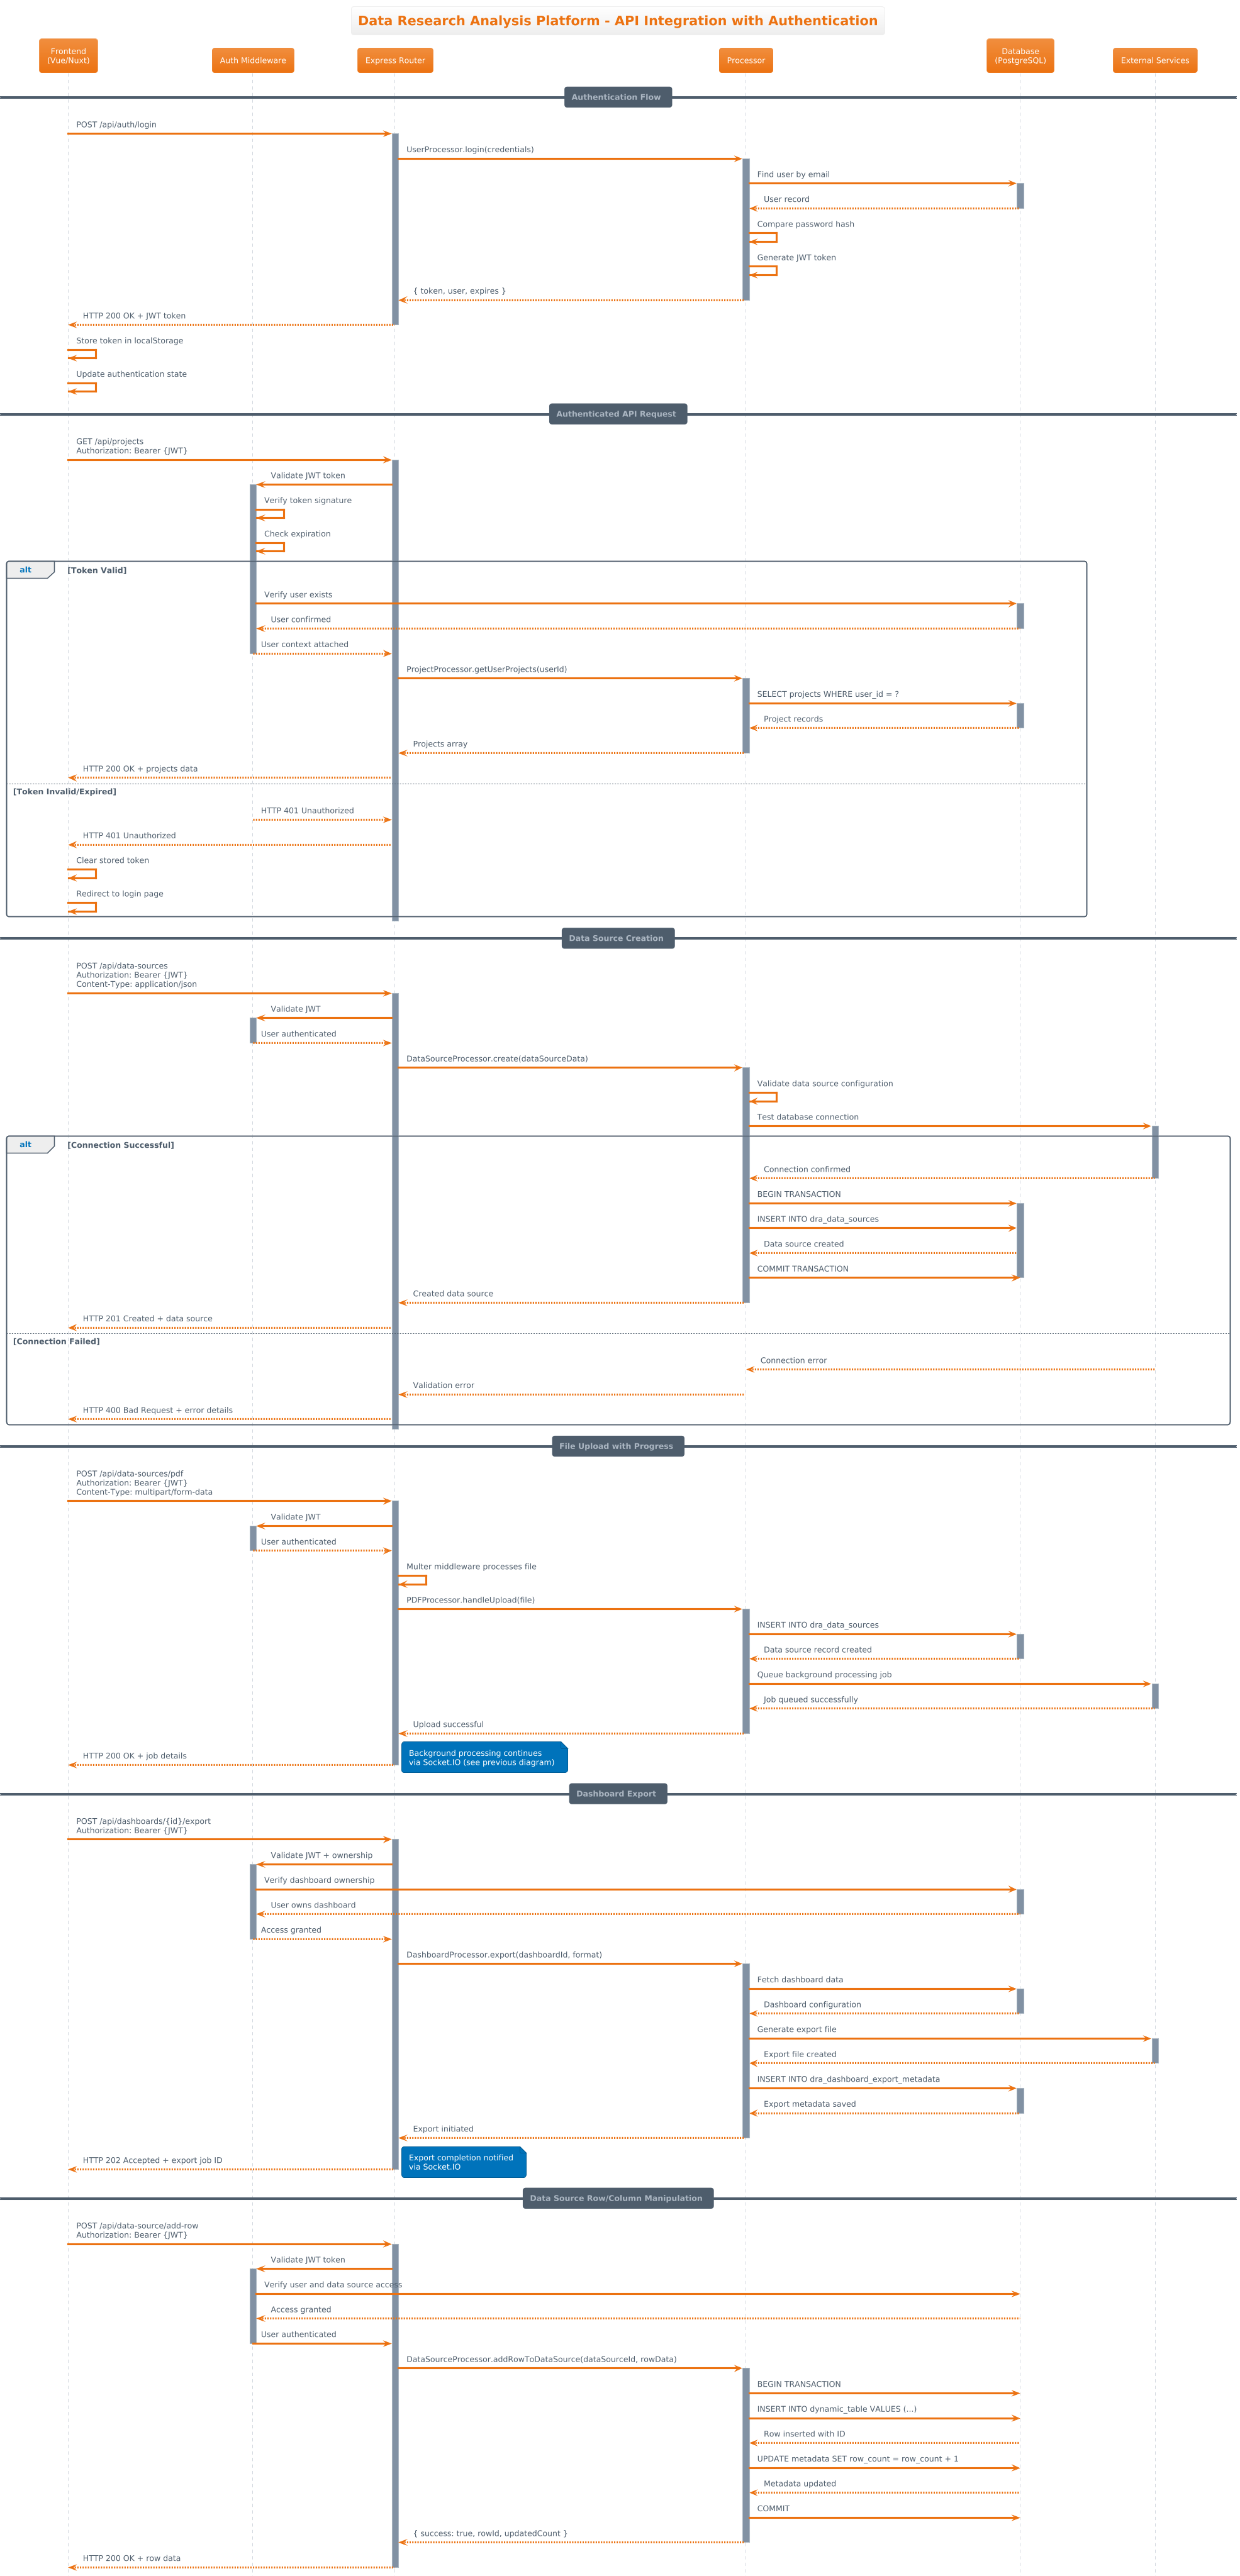 Data Research Analysis Platform - API Integration with Authentication
Frontend
(Vue/Nuxt)
Auth Middleware
Express Router
Processor
Database
(PostgreSQL)
External Services
Authentication Flow
POST /api/auth/login
UserProcessor.login(credentials)
Find user by email
User record
Compare password hash
Generate JWT token
{ token, user, expires }
HTTP 200 OK + JWT token
Store token in localStorage
Update authentication state
Authenticated API Request
GET /api/projects
Authorization: Bearer {JWT}
Validate JWT token
Verify token signature
Check expiration
alt
[Token Valid]
Verify user exists
User confirmed
User context attached
ProjectProcessor.getUserProjects(userId)
SELECT projects WHERE user_id = ?
Project records
Projects array
HTTP 200 OK + projects data
[Token Invalid/Expired]
HTTP 401 Unauthorized
HTTP 401 Unauthorized
Clear stored token
Redirect to login page
Data Source Creation
POST /api/data-sources
Authorization: Bearer {JWT}
Content-Type: application/json
Validate JWT
User authenticated
DataSourceProcessor.create(dataSourceData)
Validate data source configuration
Test database connection
alt
[Connection Successful]
Connection confirmed
BEGIN TRANSACTION
INSERT INTO dra_data_sources
Data source created
COMMIT TRANSACTION
Created data source
HTTP 201 Created + data source
[Connection Failed]
Connection error
Validation error
HTTP 400 Bad Request + error details
File Upload with Progress
POST /api/data-sources/pdf
Authorization: Bearer {JWT}
Content-Type: multipart/form-data
Validate JWT
User authenticated
Multer middleware processes file
PDFProcessor.handleUpload(file)
INSERT INTO dra_data_sources
Data source record created
Queue background processing job
Job queued successfully
Upload successful
HTTP 200 OK + job details
Background processing continues
via Socket.IO (see previous diagram)
Dashboard Export
POST /api/dashboards/{id}/export
Authorization: Bearer {JWT}
Validate JWT + ownership
Verify dashboard ownership
User owns dashboard
Access granted
DashboardProcessor.export(dashboardId, format)
Fetch dashboard data
Dashboard configuration
Generate export file
Export file created
INSERT INTO dra_dashboard_export_metadata
Export metadata saved
Export initiated
HTTP 202 Accepted + export job ID
Export completion notified
via Socket.IO
Data Source Row/Column Manipulation
POST /api/data-source/add-row
Authorization: Bearer {JWT}
Validate JWT token
Verify user and data source access
Access granted
User authenticated
DataSourceProcessor.addRowToDataSource(dataSourceId, rowData)
BEGIN TRANSACTION
INSERT INTO dynamic_table VALUES (...)
Row inserted with ID
UPDATE metadata SET row_count = row_count + 1
Metadata updated
COMMIT
{ success: true, rowId, updatedCount }
HTTP 200 OK + row data